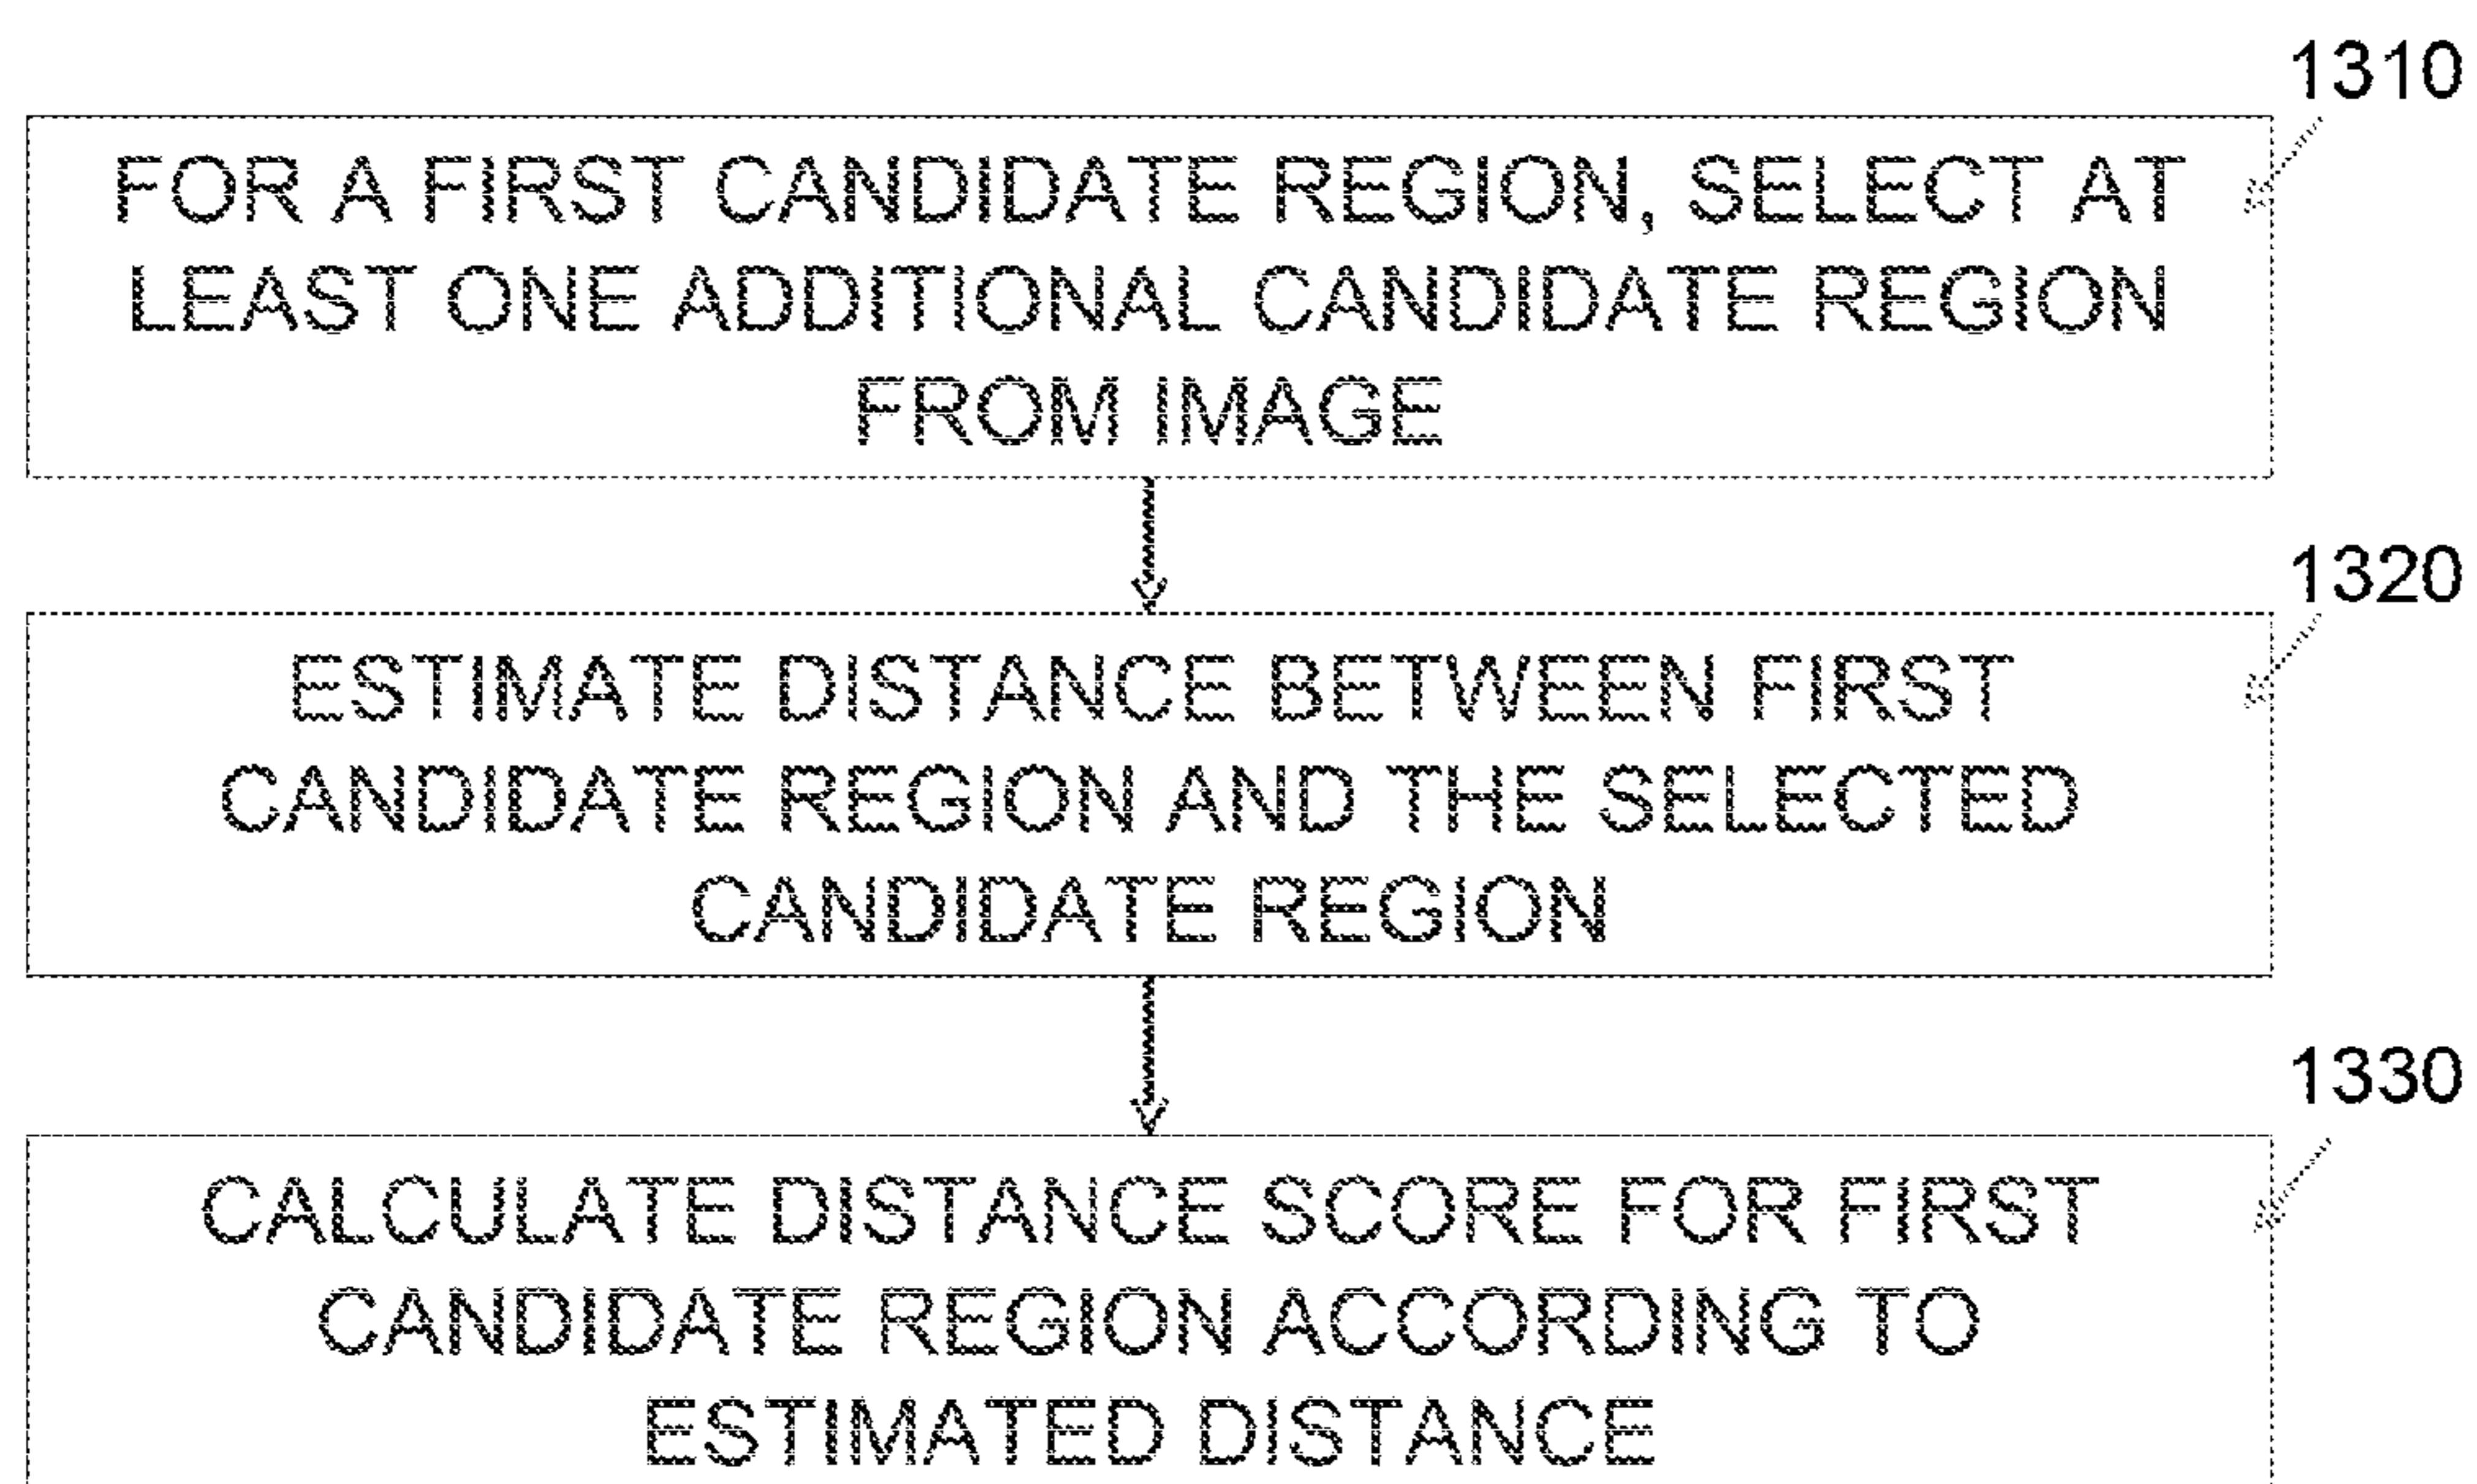 1310
FOR A FIRST CANDIDATE REGION, SELECT AT
LEAST ONE ADDITIONAL CANDIDATE REGION
FROM IMAGE
1320
ESTIMATE DISTANCE BETWEEN FIRST
CANDIDATE REGION AND THE SELECTED
CANDIDATE REGION
1330
CALCULATE DISTANCE SCORE FOR FIRST
CANDIDATE REGION ACCORDING TO
ESTIMATED DISTANCE